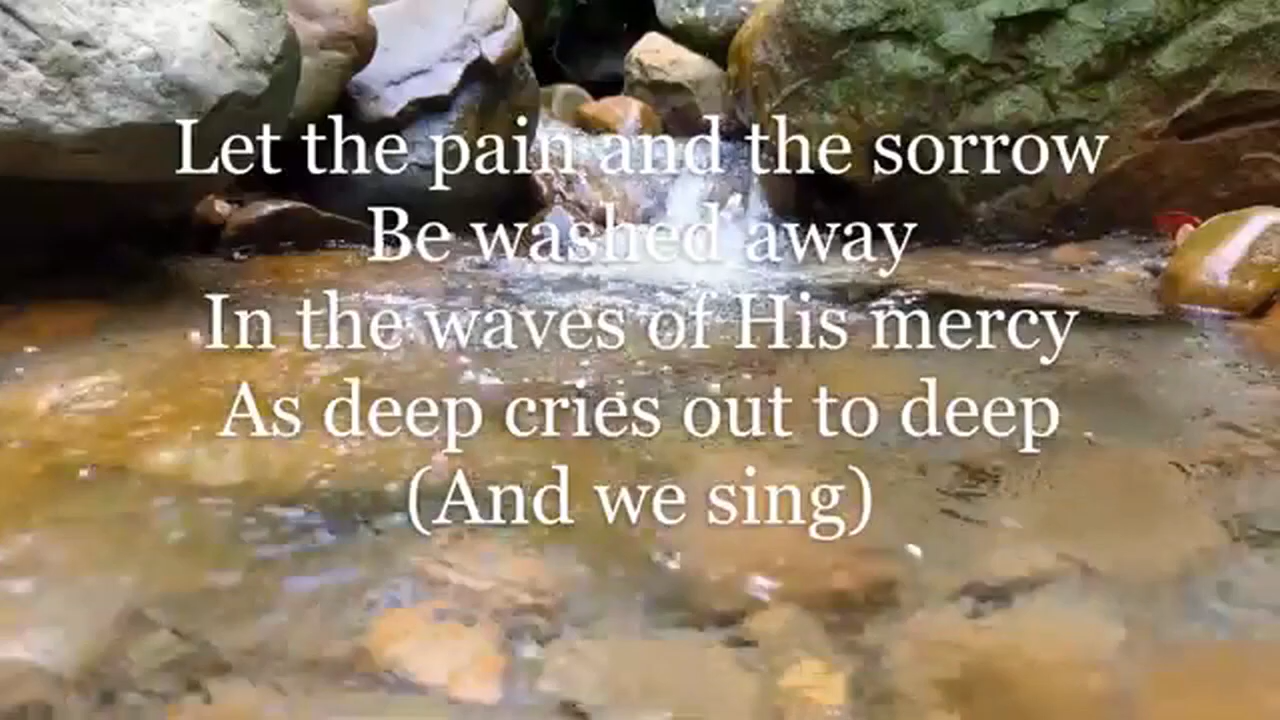 Let the pain and the sorrow
Be washed away
In the waves of His mercy
As deep cries out to deep
(And we sing)